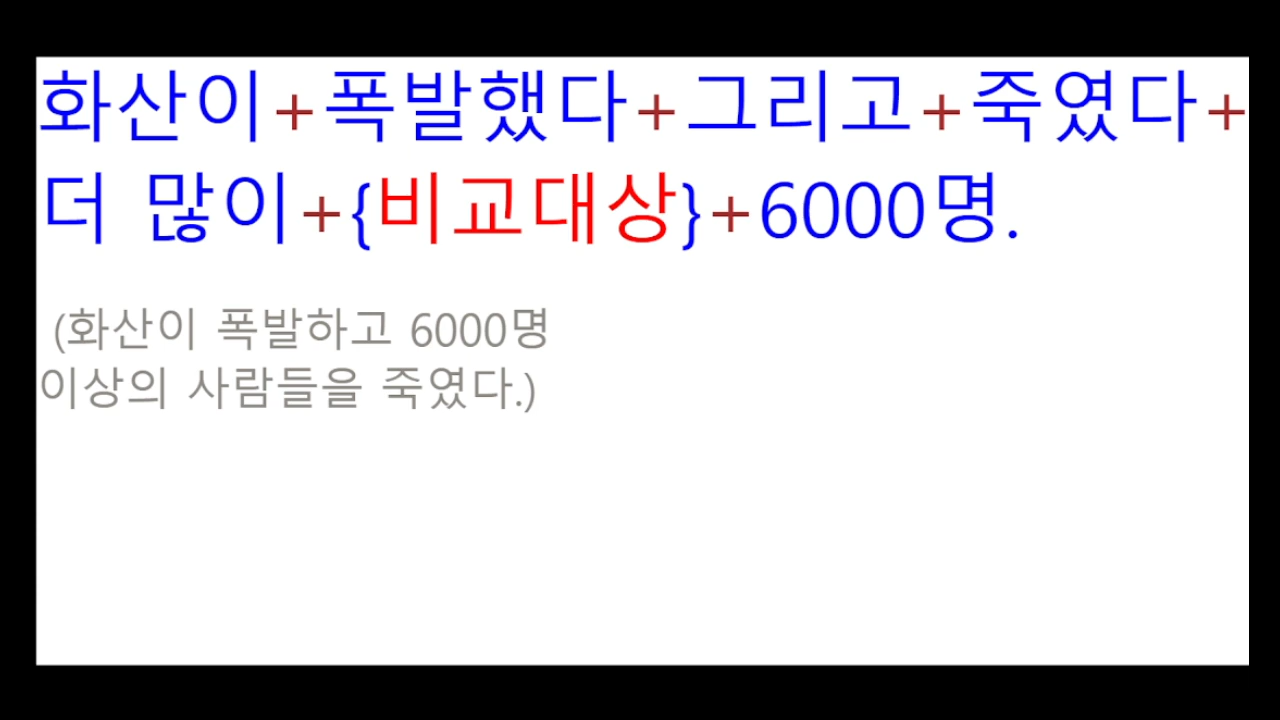 화산이+폭발했다+그리고+죽였다+
더 많이+{비교대상}+6000명.
(화산이 폭발하고 6000명
이상의 사람들을 죽였다.)